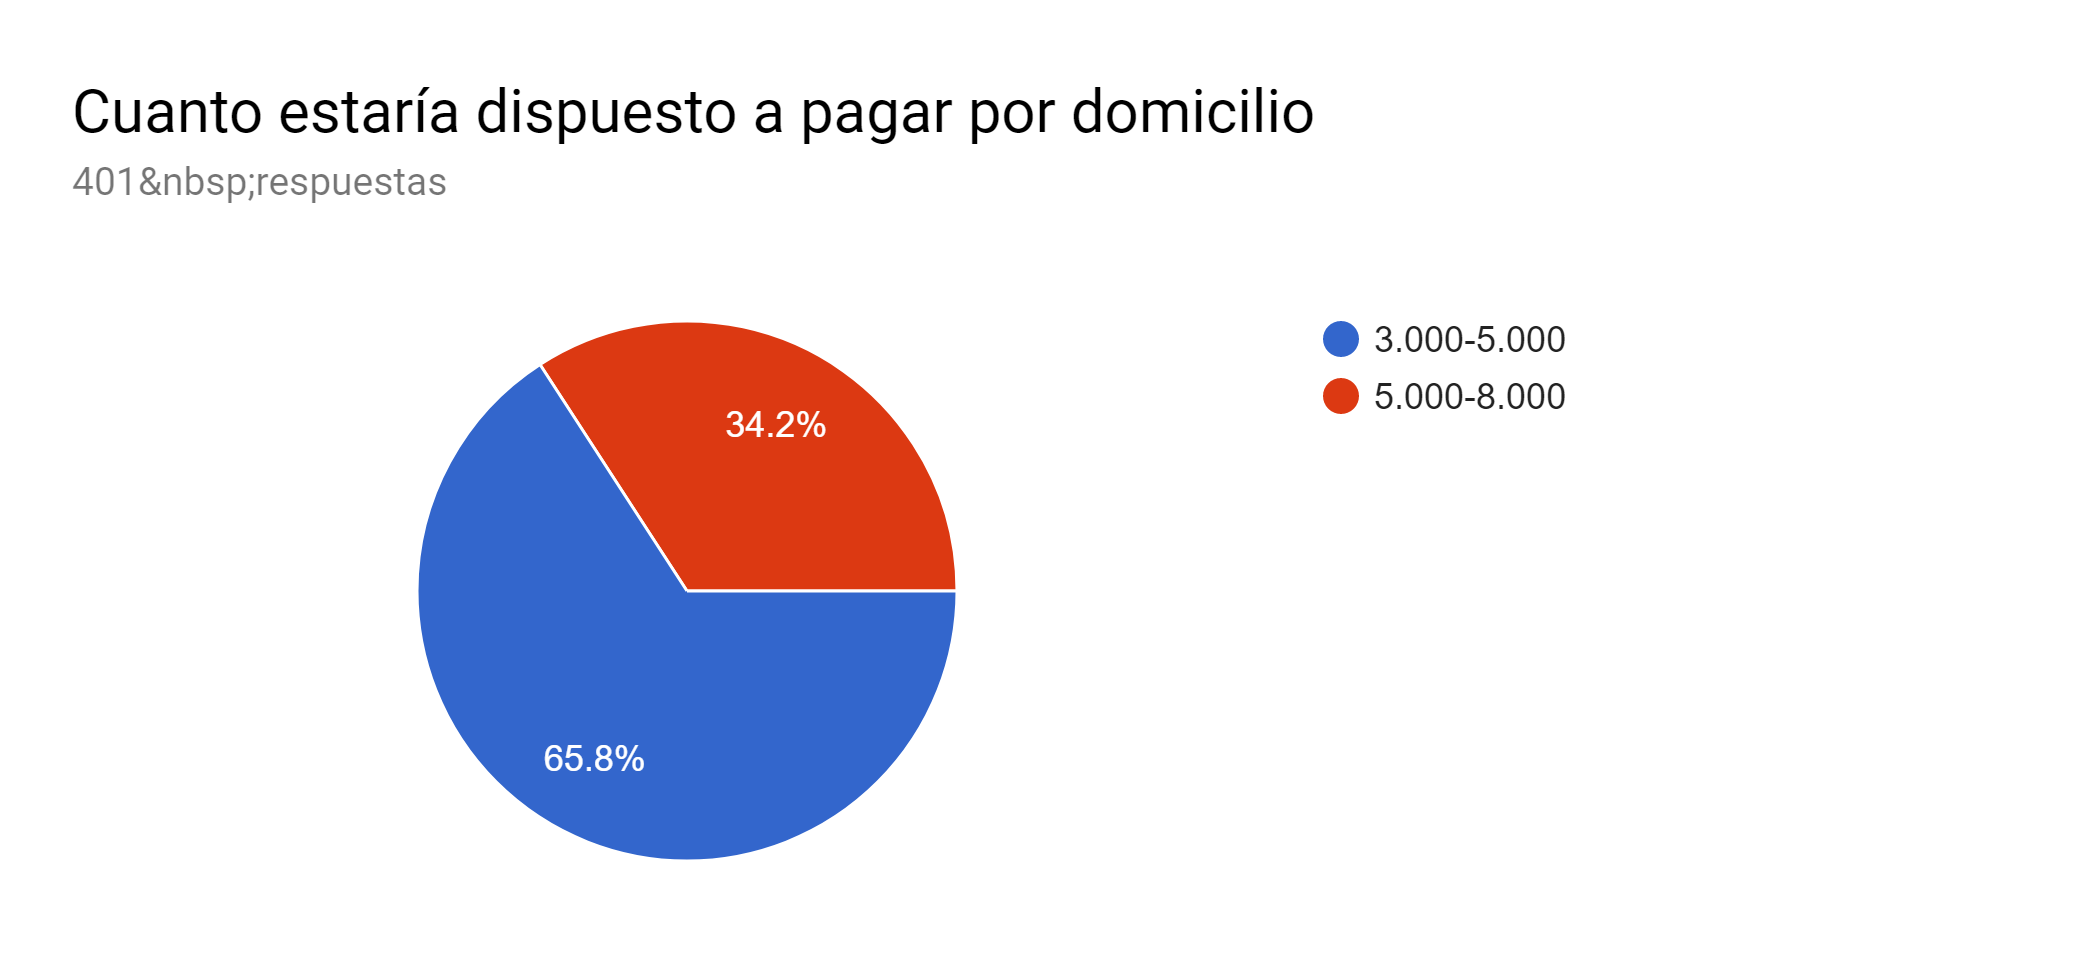 Cuanto estaría dispuesto a pagar por domicilio
401&nbsp;respuestas
3.000-5.000
5.000-8.000
34.2%
65.8%